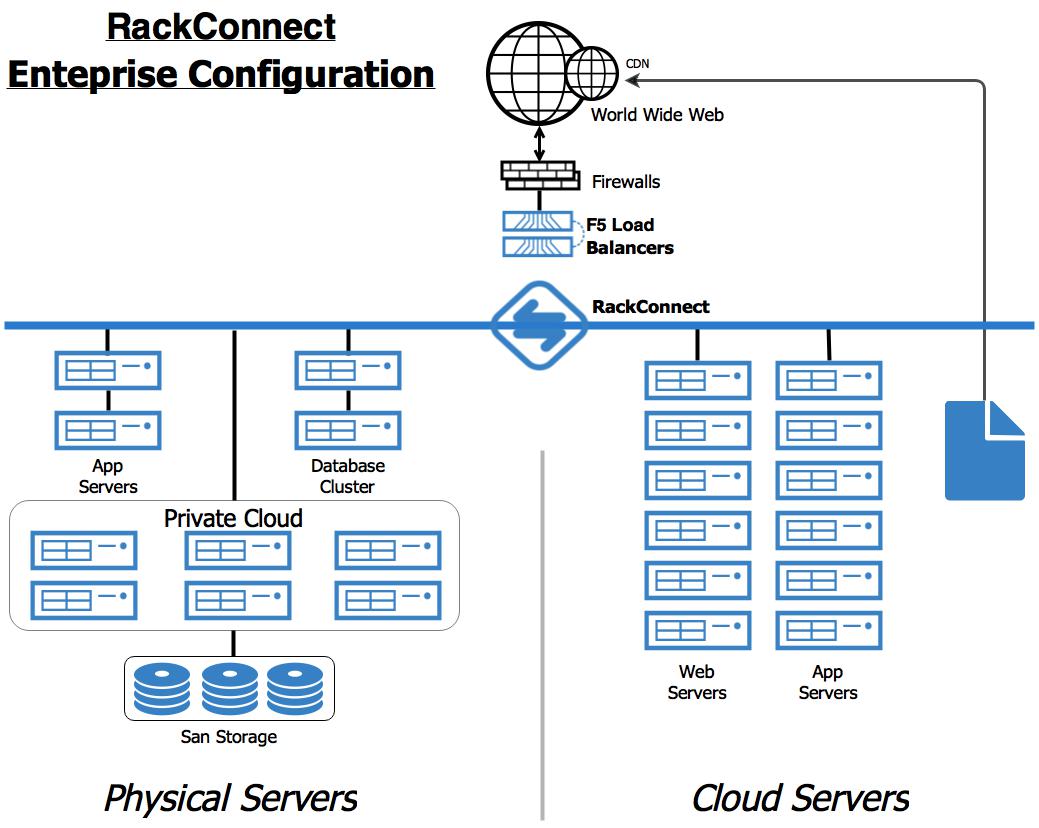 RackConnect
Enteprise Configuration
CDN
World Wide Web
Firewalls
F5 Load
Balancers
RackConnect
App
Servers
Database
Cluster
Private Cloud
San Storage
Web
Servers
App
Servers
Physical Servers
Cloud Servers